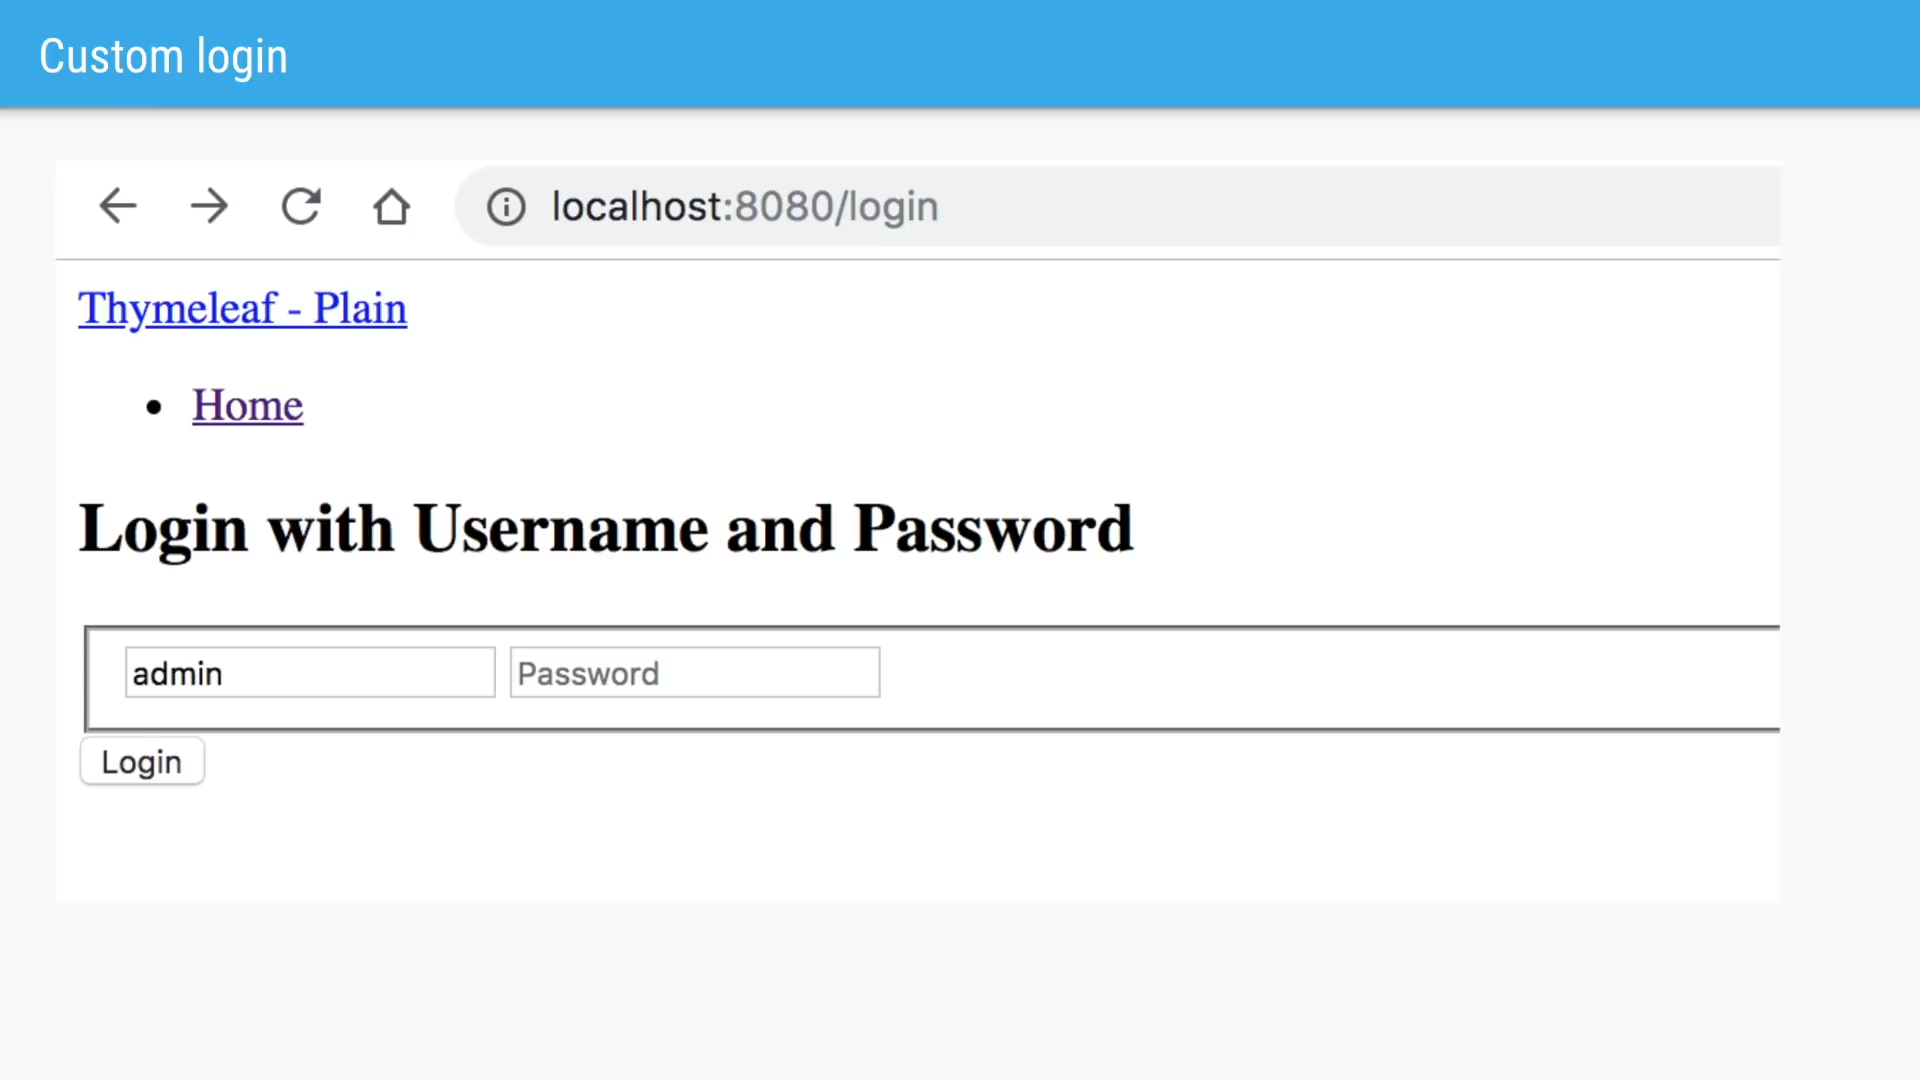 Custom login
localhost:8080/login
Thymeleaf - Plain
• Home
Login with Username and Password
admin Password
Login